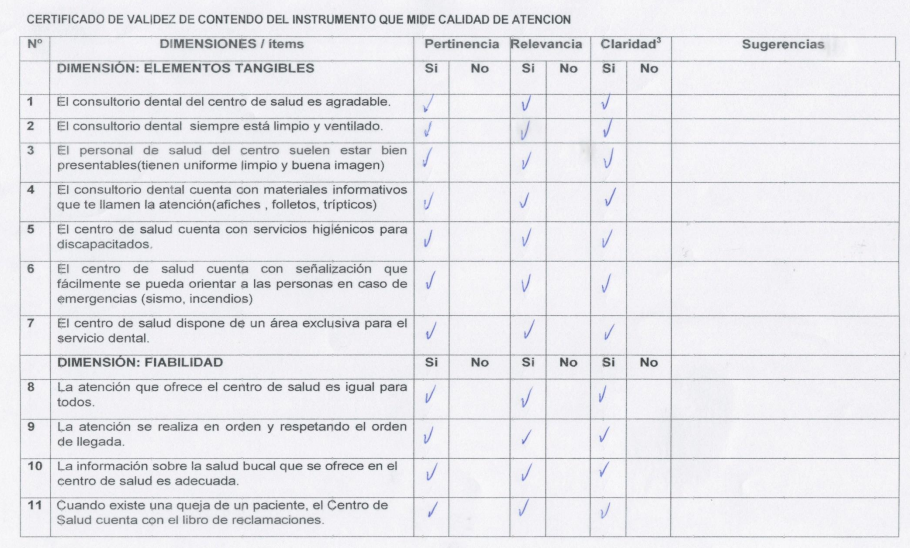 CERTIFICADO DE VALIDEZ DE CONTENDO DEL INSTRUMENTO QUE MIDE CALIDAD DE ATENCION
Nº DIMENSIONES / ítems Pertinencia Relevancia Claridad³ Sugerencias
DIMENSIÓN: ELEMENTOS TANGIBLES Si No Si No Si No
1 El consultorio dental del centro de salud es agradable. ✓ ✓ ✓
2 El consultorio dental siempre está limpio y ventilado. ✓ ✓ ✓
3 El personal de salud del centro suelen estar bien
presentables(tienen uniforme limpio y buena imagen) ✓ ✓ ✓
4 El consultorio dental cuenta con materiales informativos
que te llamen la atención(afiches , folletos, trípticos) ✓ ✓ ✓
5 El centro de salud cuenta con servicios higiénicos para
discapacitados. ✓ ✓ ✓
6 El centro de salud cuenta con señalización que
fácilmente se pueda orientar a las personas en caso de
emergencias (sismo, incendios) ✓ ✓ ✓
7 El centro de salud dispone de un área exclusiva para el
servicio dental. ✓ ✓ ✓
DIMENSIÓN: FIABILIDAD Si No Si No Si No
8 La atención que ofrece el centro de salud es igual para
todos. ✓ ✓ ✓
9 La atención se realiza en orden y respetando el orden
de llegada. ✓ ✓ ✓
10 La información sobre la salud bucal que se ofrece en el
centro de salud es adecuada. ✓ ✓ ✓
11 Cuando existe una queja de un paciente, el Centro de
Salud cuenta con el libro de reclamaciones. ✓ ✓ ✓